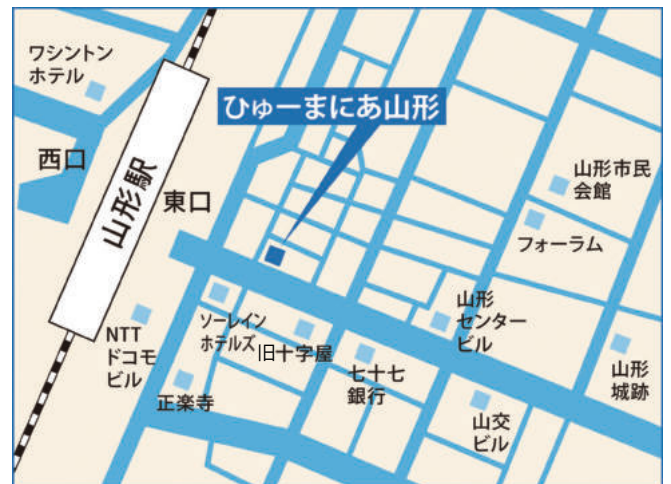 ワシントン
ホテル
ひゅーまにあ山形
西口
山形駅
東口
山形市民
会館
フォーラム
NTT
ドコモ
ビル
ソーレイン
ホテルズ
旧十字屋
山形
センター
ビル
正楽寺
七十七
銀行
山交
ビル
山形
城跡